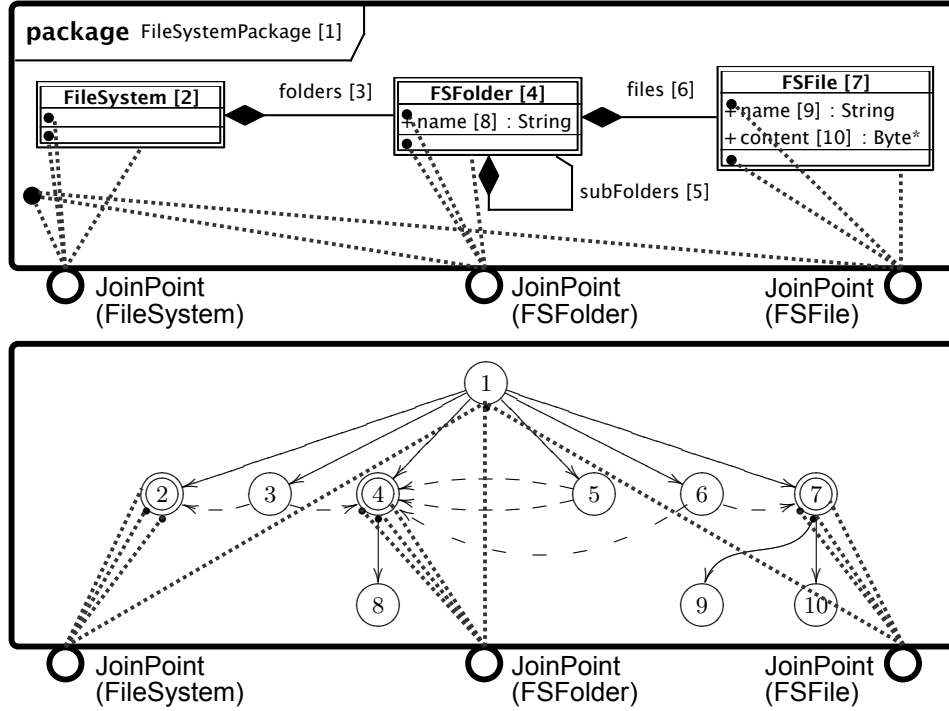 package FileSystemPackage [1]
FileSystem [2]
folders [3]
FSFolder [4]
+name [8] : String
files [6]
FSFile [7]
+name [9] : String
+content [10] : Byte*
subFolders [5]
JoinPoint
(FileSystem)
JoinPoint
(FSFolder)
JoinPoint
(FSFile)
1
2
3
4
5
6
7
8
9
10
JoinPoint
(FileSystem)
JoinPoint
(FSFolder)
JoinPoint
(FSFile)